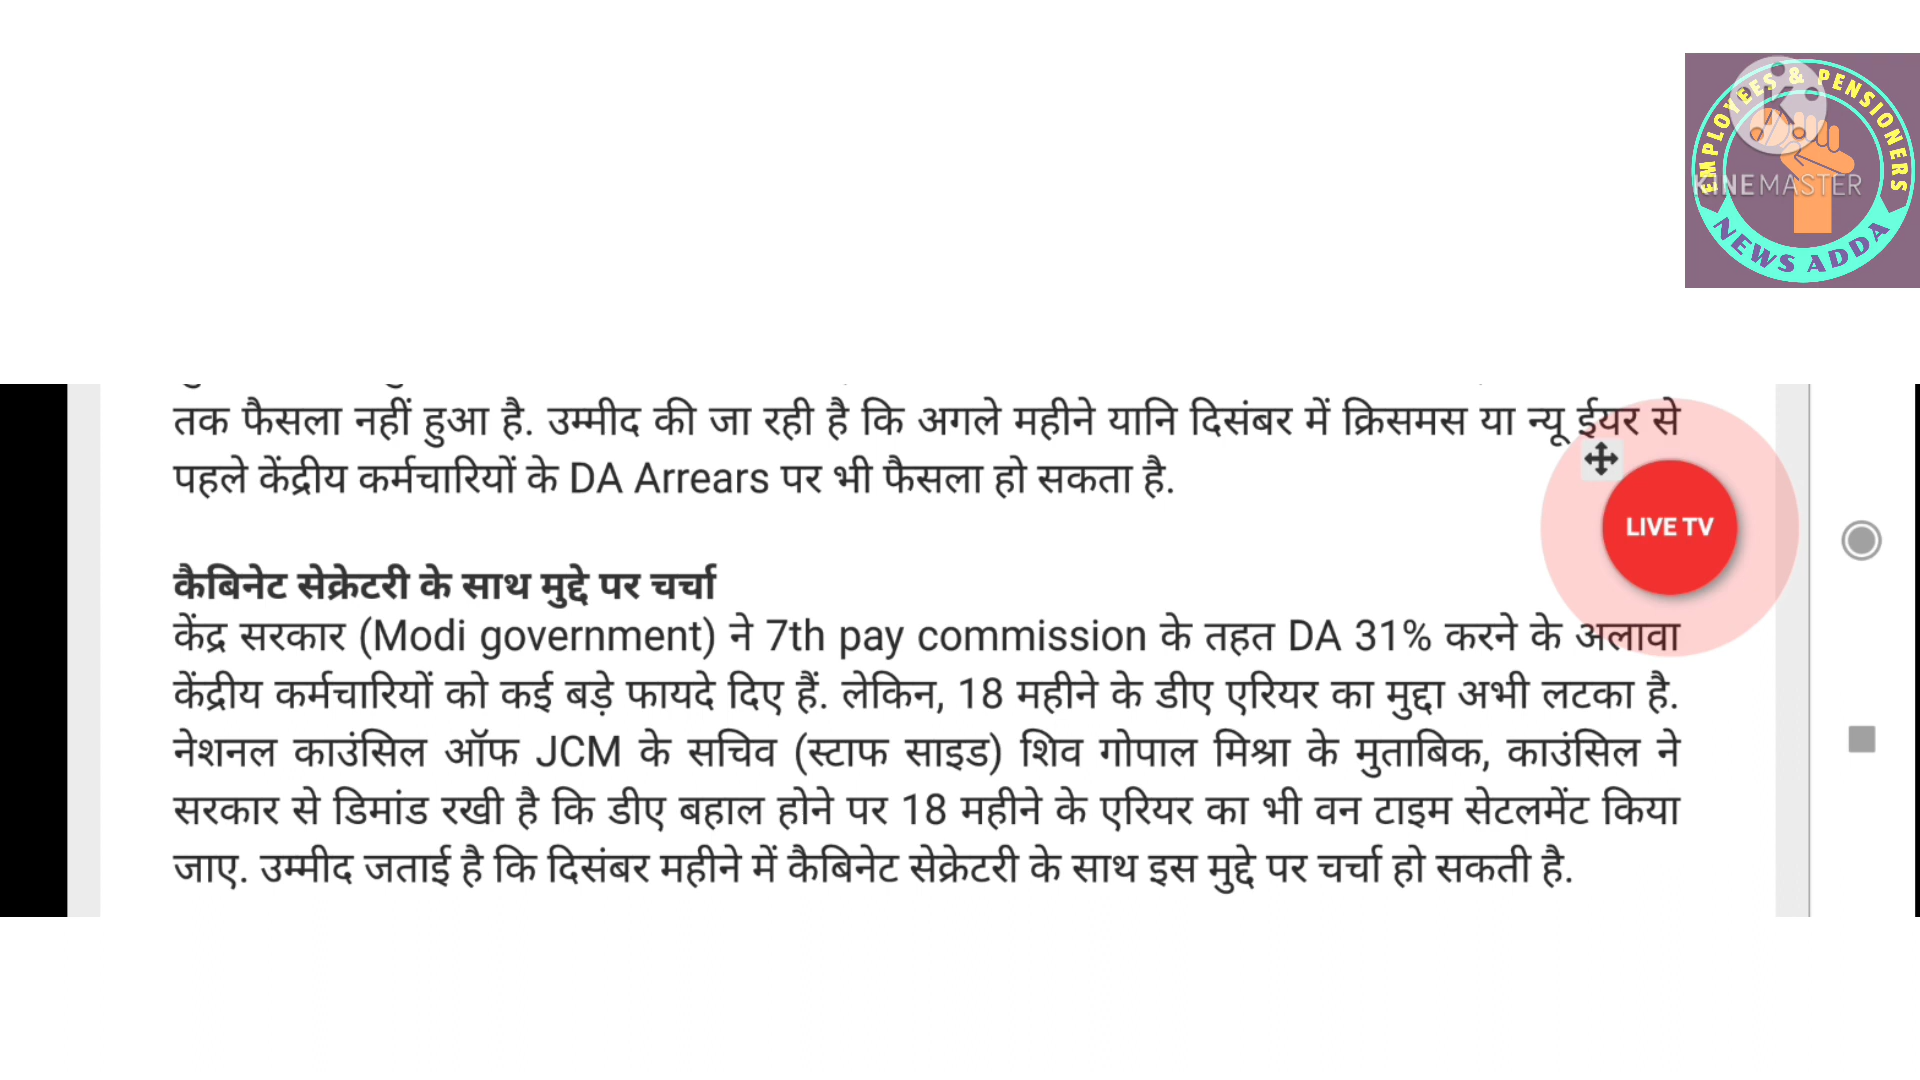 EMPLOYEES & PENSIONERS
KINEMASTER
NEWS ADDA
तक फैसला नहीं हुआ है. उम्मीद की जा रही है कि अगले महीने यानि दिसंबर में क्रिसमस या न्यू ईयर से
पहले केंद्रीय कर्मचारियों के DA Arrears पर भी फैसला हो सकता है.
LIVE TV
कैबिनेट सेक्रेटरी के साथ मुद्दे पर चर्चा
केंद्र सरकार (Modi government) ने 7th pay commission के तहत DA 31% करने के अलावा
केंद्रीय कर्मचारियों को कई बड़े फायदे दिए हैं. लेकिन, 18 महीने के डीए एरियर का मुद्दा अभी लटका है.
नेशनल काउंसिल ऑफ JCM के सचिव (स्टाफ साइड) शिव गोपाल मिश्रा के मुताबिक, काउंसिल ने
सरकार से डिमांड रखी है कि डीए बहाल होने पर 18 महीने के एरियर का भी वन टाइम सेटलमेंट किया
जाए. उम्मीद जताई है कि दिसंबर महीने में कैबिनेट सेक्रेटरी के साथ इस मुद्दे पर चर्चा हो सकती है.